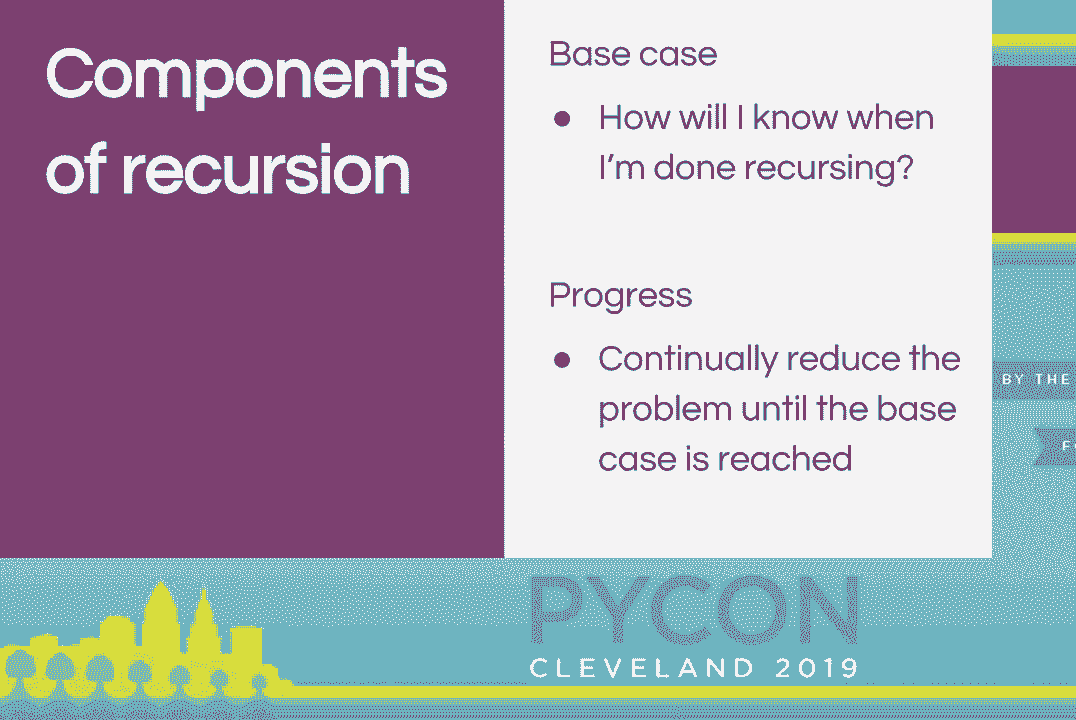 Components
of recursion
Base case
● How will I know when
I’m done recursing?
Progress
● Continually reduce the
problem until the base
case is reached
BY THE
PYCON
CLEVELAND 2019